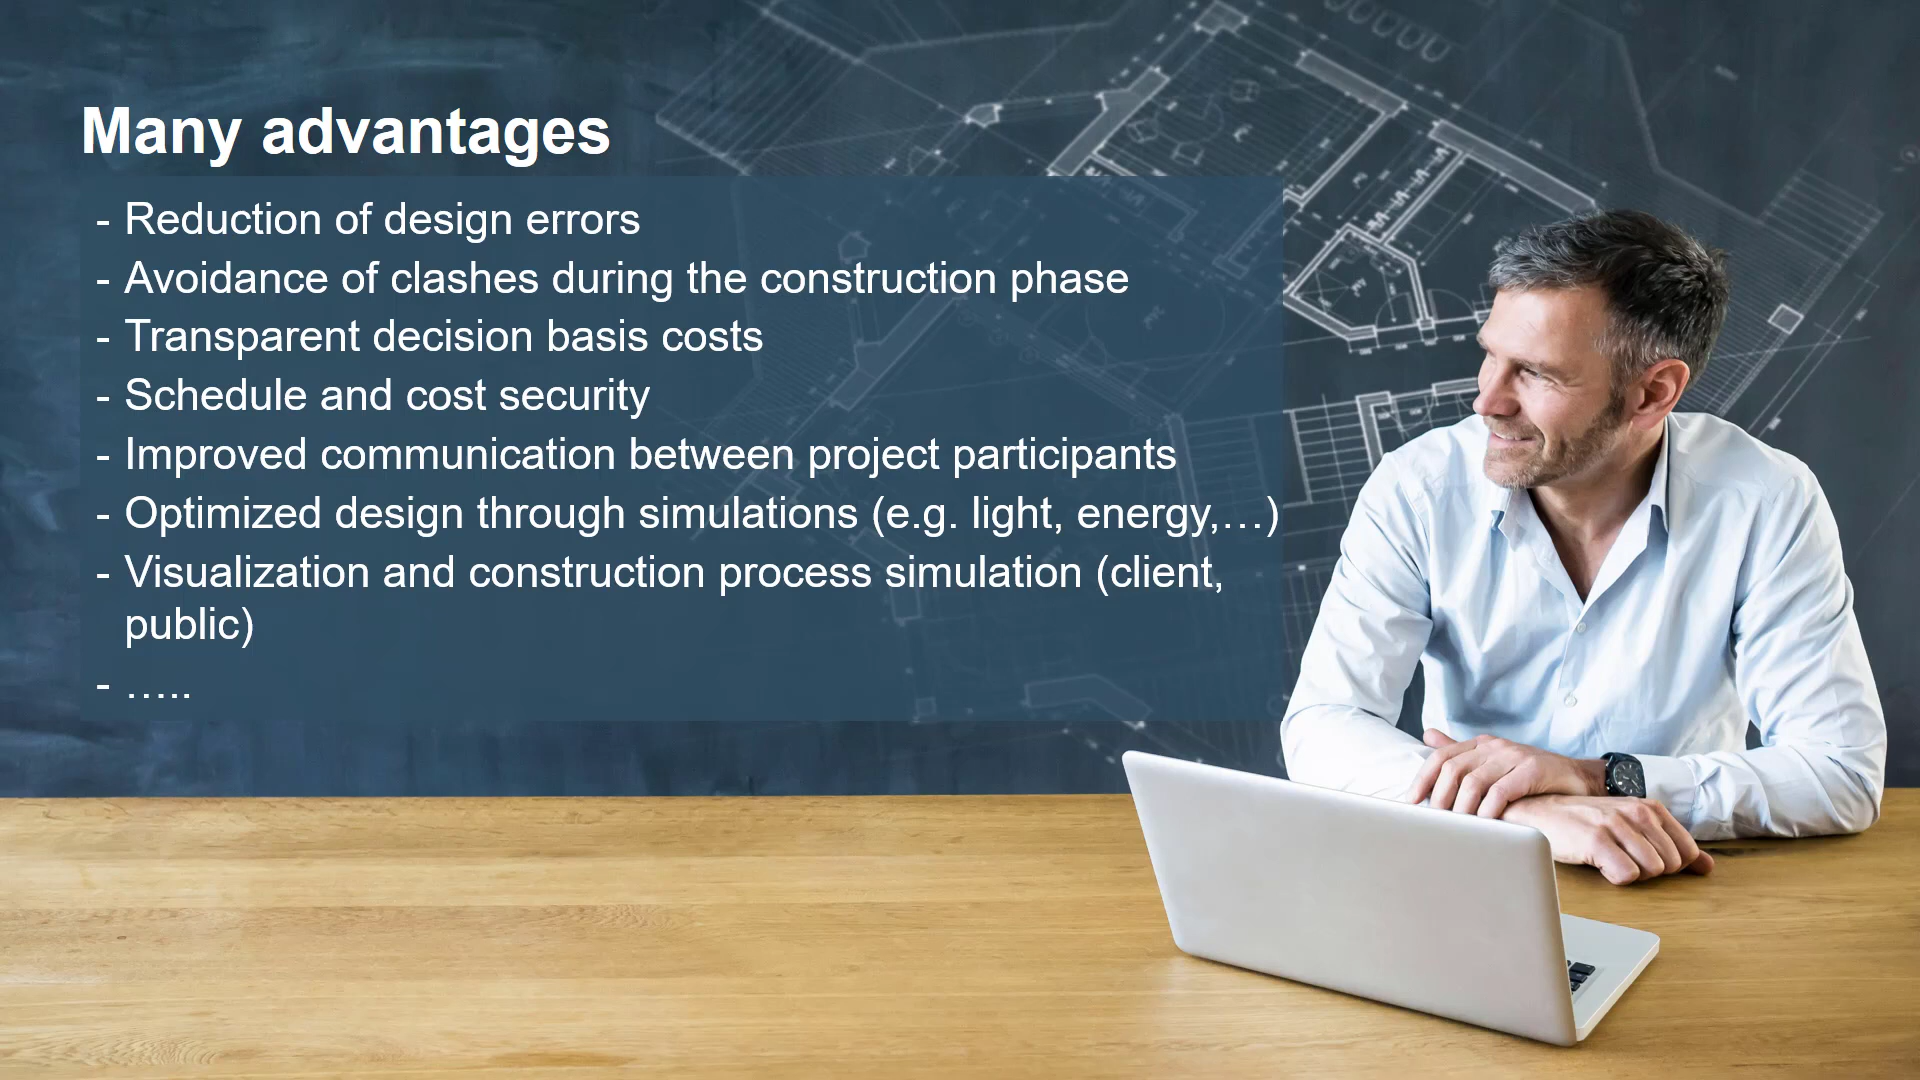 Many advantages
- Reduction of design errors
- Avoidance of clashes during the construction phase
- Transparent decision basis costs
- Schedule and cost security
- Improved communication between project participants
- Optimized design through simulations (e.g. light, energy,…)
- Visualization and construction process simulation (client,
public)
- …..